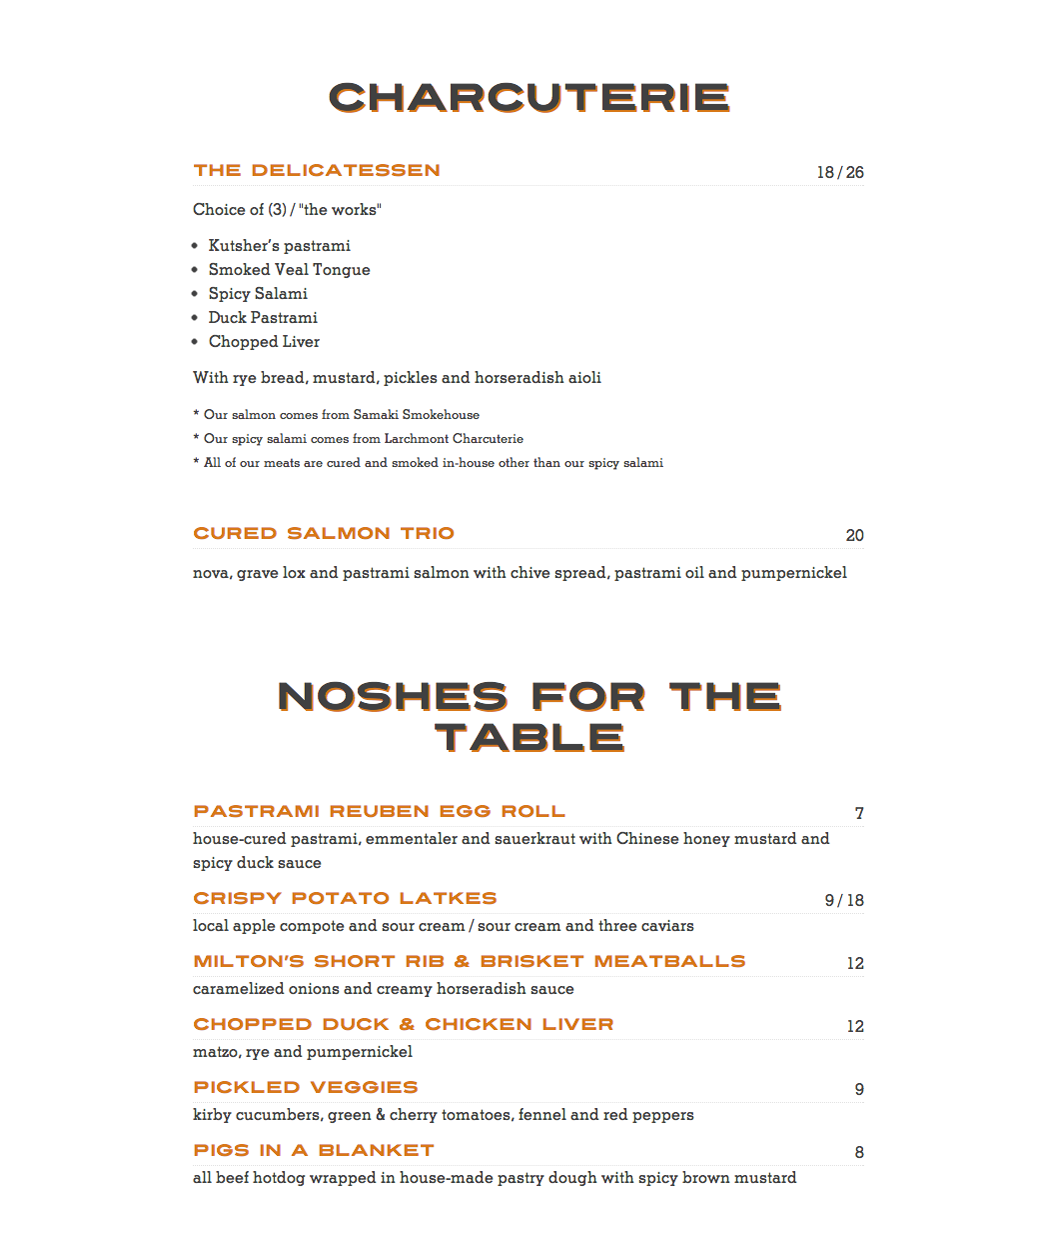 CHARCUTERIE
THE DELICATESSEN 18 / 26
Choice of (3) / "the works"
• Kutsher’s pastrami
• Smoked Veal Tongue
• Spicy Salami
• Duck Pastrami
• Chopped Liver
With rye bread, mustard, pickles and horseradish aioli
* Our salmon comes from Samaki Smokehouse
* Our spicy salami comes from Larchmont Charcuterie
* All of our meats are cured and smoked in-house other than our spicy salami
CURED SALMON TRIO 20
nova, grave lox and pastrami salmon with chive spread, pastrami oil and pumpernickel
NOSHES FOR THE
TABLE
PASTRAMI REUBEN EGG ROLL 7
house-cured pastrami, emmentaler and sauerkraut with Chinese honey mustard and
spicy duck sauce
CRISPY POTATO LATKES 9 / 18
local apple compote and sour cream / sour cream and three caviars
MILTON’S SHORT RIB & BRISKET MEATBALLS 12
caramelized onions and creamy horseradish sauce
CHOPPED DUCK & CHICKEN LIVER 12
matzo, rye and pumpernickel
PICKLED VEGGIES 9
kirby cucumbers, green & cherry tomatoes, fennel and red peppers
PIGS IN A BLANKET 8
all beef hotdog wrapped in house-made pastry dough with spicy brown mustard